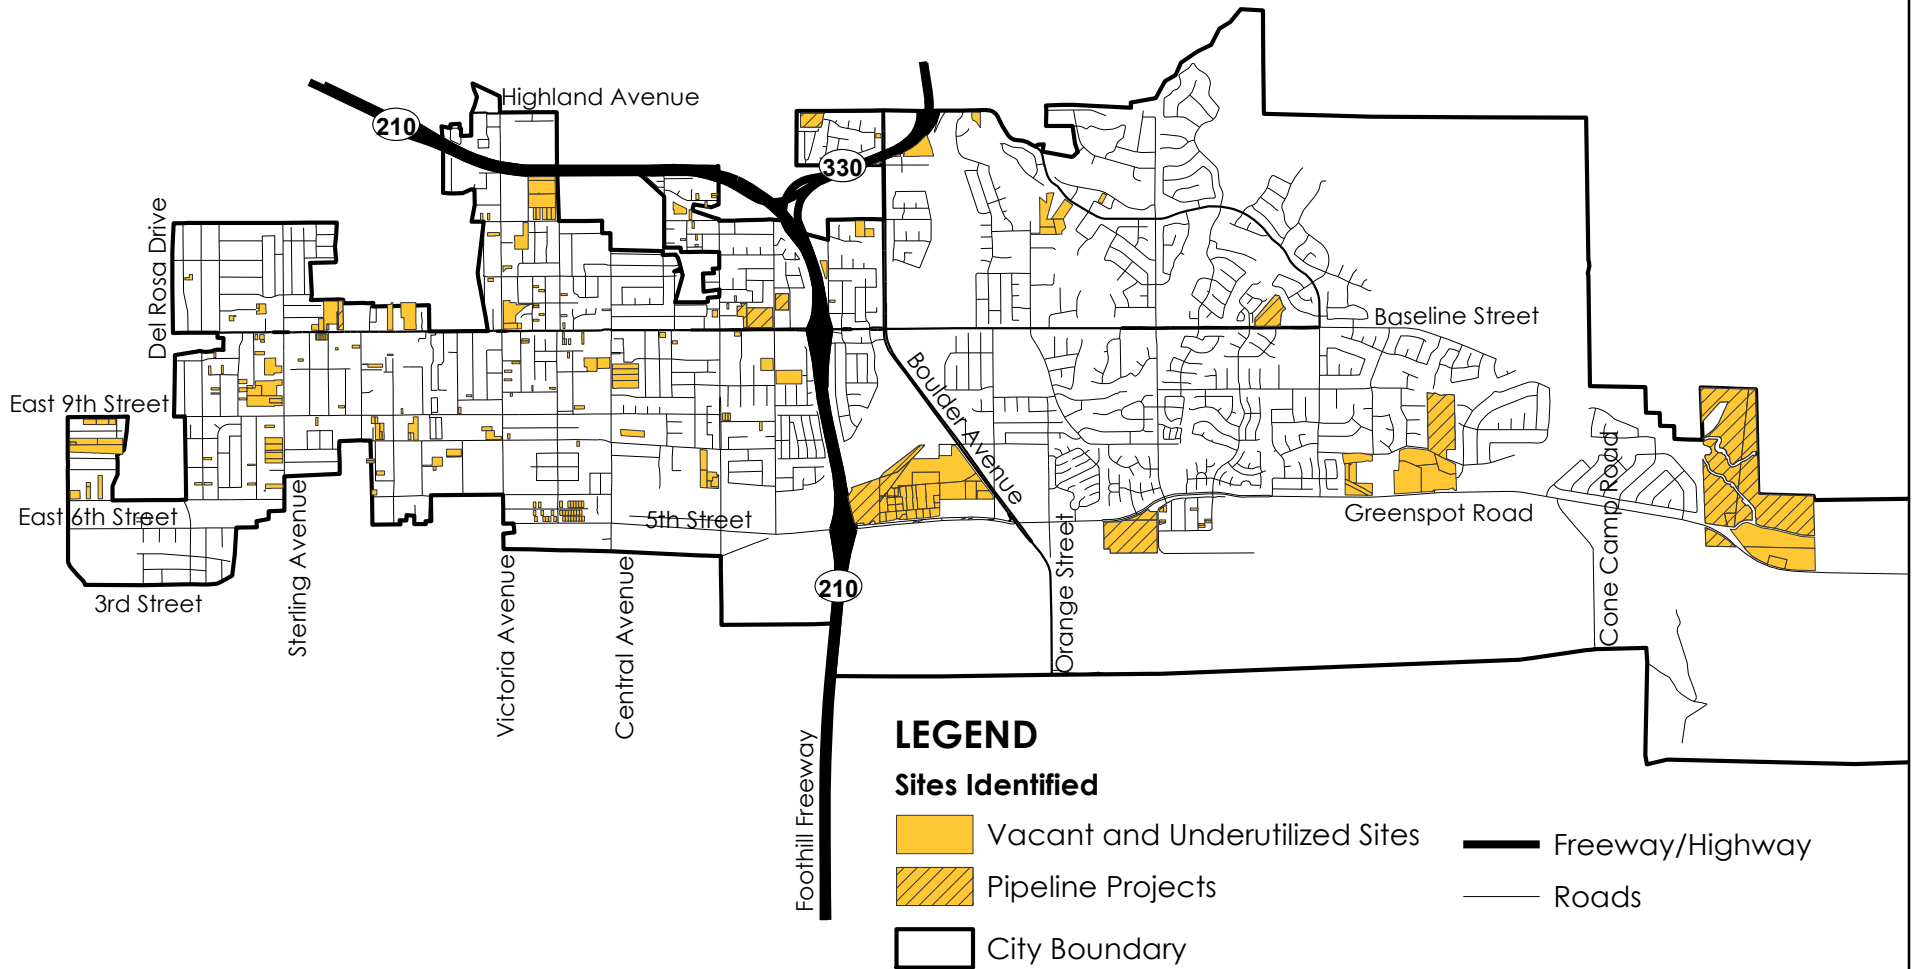 Highland Avenue
210
330
Del Rosa Drive
Baseline Street
Boulder Avenue
East 9th Street
East 6th Street
5th Street
Greenspot Road
3rd Street
Sterling Avenue
Victoria Avenue
Central Avenue
210
Orange Street
Cone Camp Road
Foothill Freeway
LEGEND
Sites Identified
Vacant and Underutilized Sites
Pipeline Projects
City Boundary
Freeway/Highway
Roads